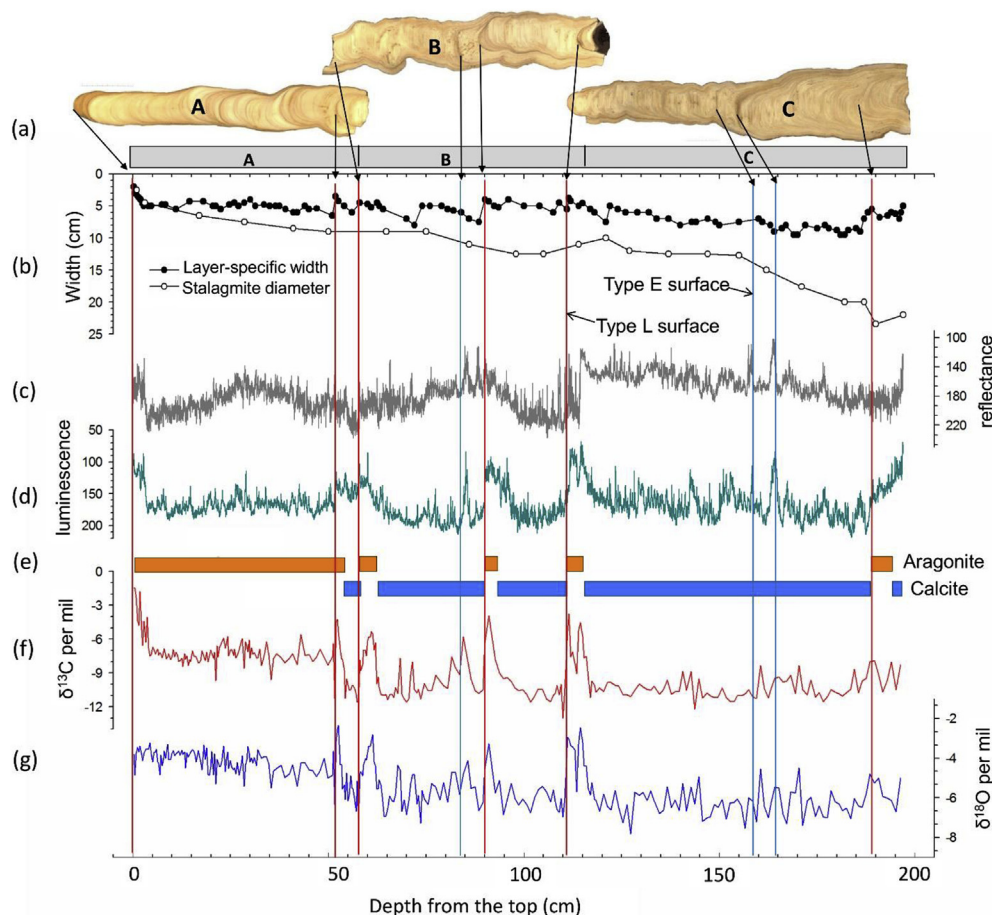 B
A
C
(a)
A
B
C
0
5
10
15
20
25
Width (cm)
(b)
Layer-specific width
Stalagmite diameter
Type E surface
Type L surface
100
140
180
220
reflectance
(c)
50
100
150
200
luminescence
(d)
(e)
Aragonite
Calcite
0
-3
-6
-9
-12
δ13C per mil
(f)
-2
-4
-6
-8
δ18O per mil
(g)
0
50
100
150
200
Depth from the top (cm)